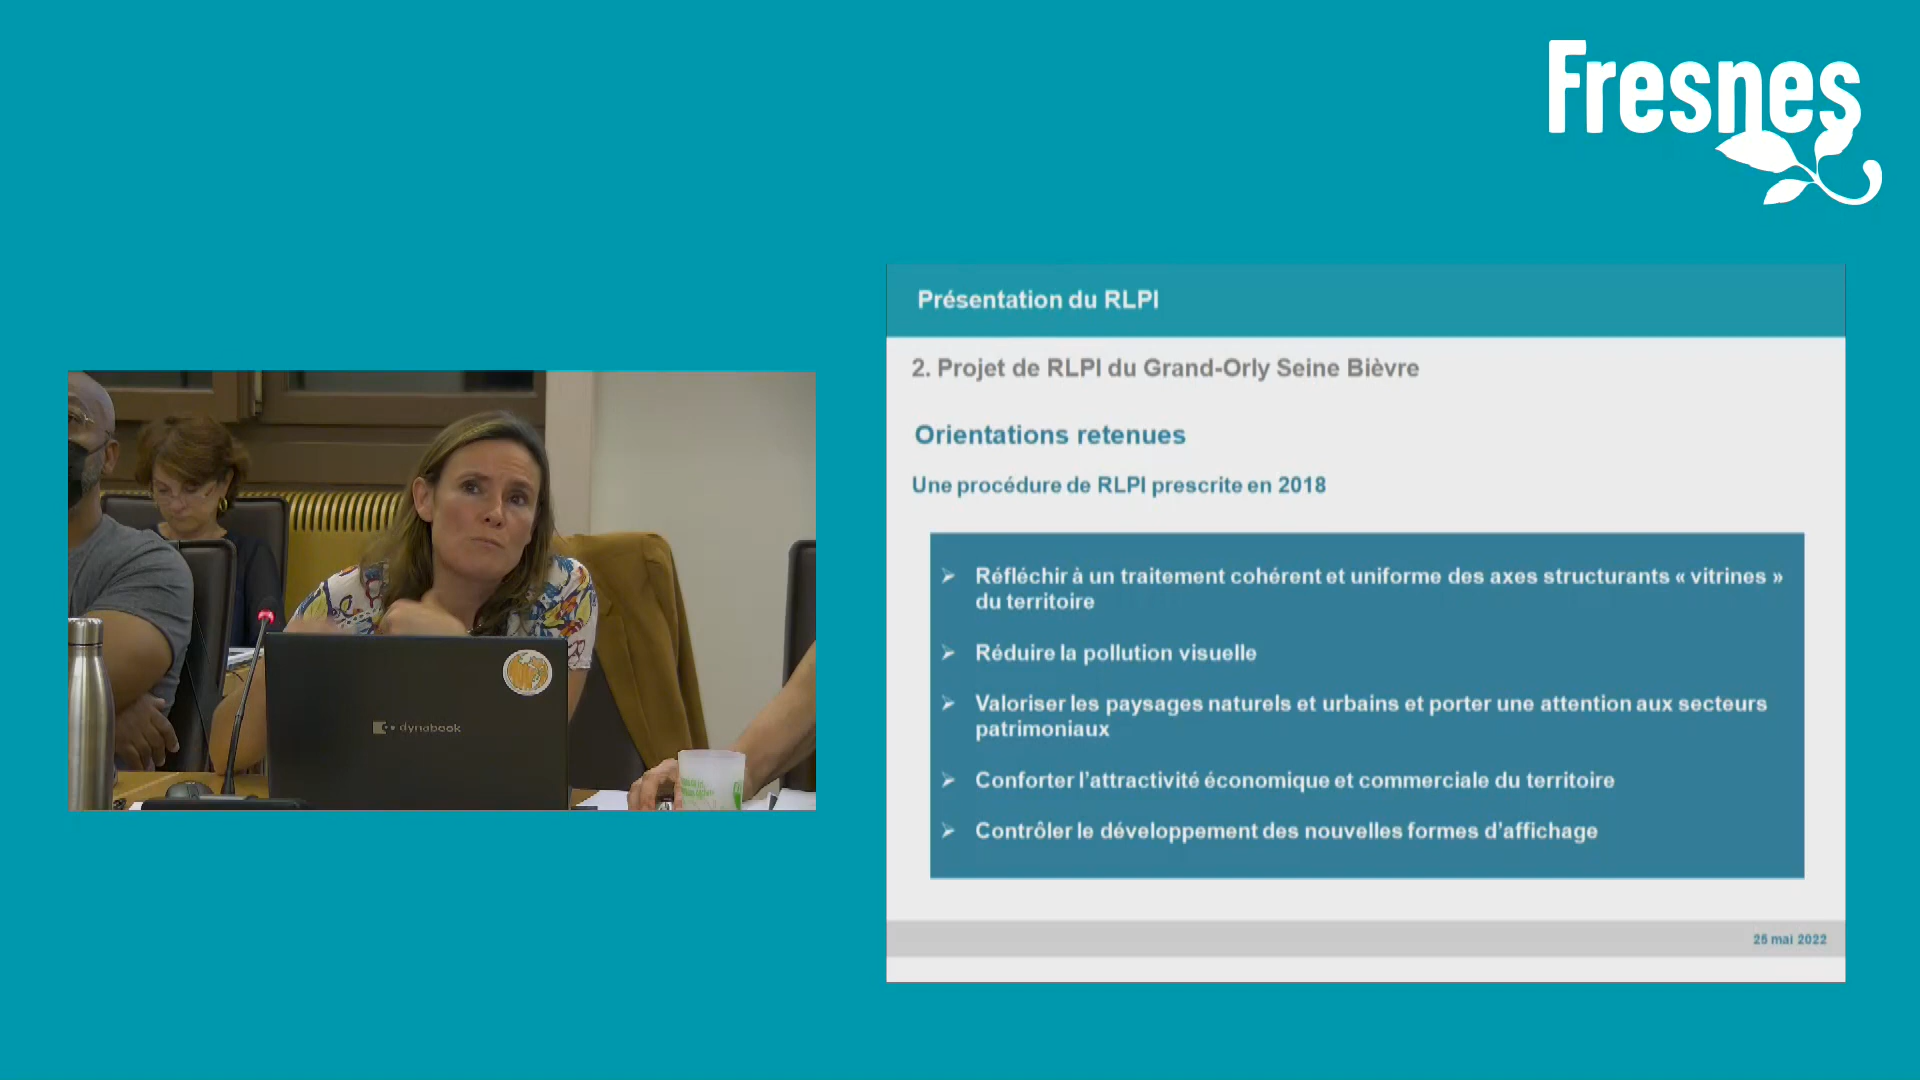 Fresnes
Présentation du RLPI
2. Projet de RLPI du Grand-Orly Seine Bièvre
Orientations retenues
Une procédure de RLPI prescrite en 2018
➢ Réfléchir à un traitement cohérent et uniforme des axes structurants « vitrines »
du territoire
➢ Réduire la pollution visuelle
➢ Valoriser les paysages naturels et urbains et porter une attention aux secteurs
patrimoniaux
➢ Conforter l'attractivité économique et commerciale du territoire
➢ Contrôler le développement des nouvelles formes d'affichage
25 mai 2022
dynabook